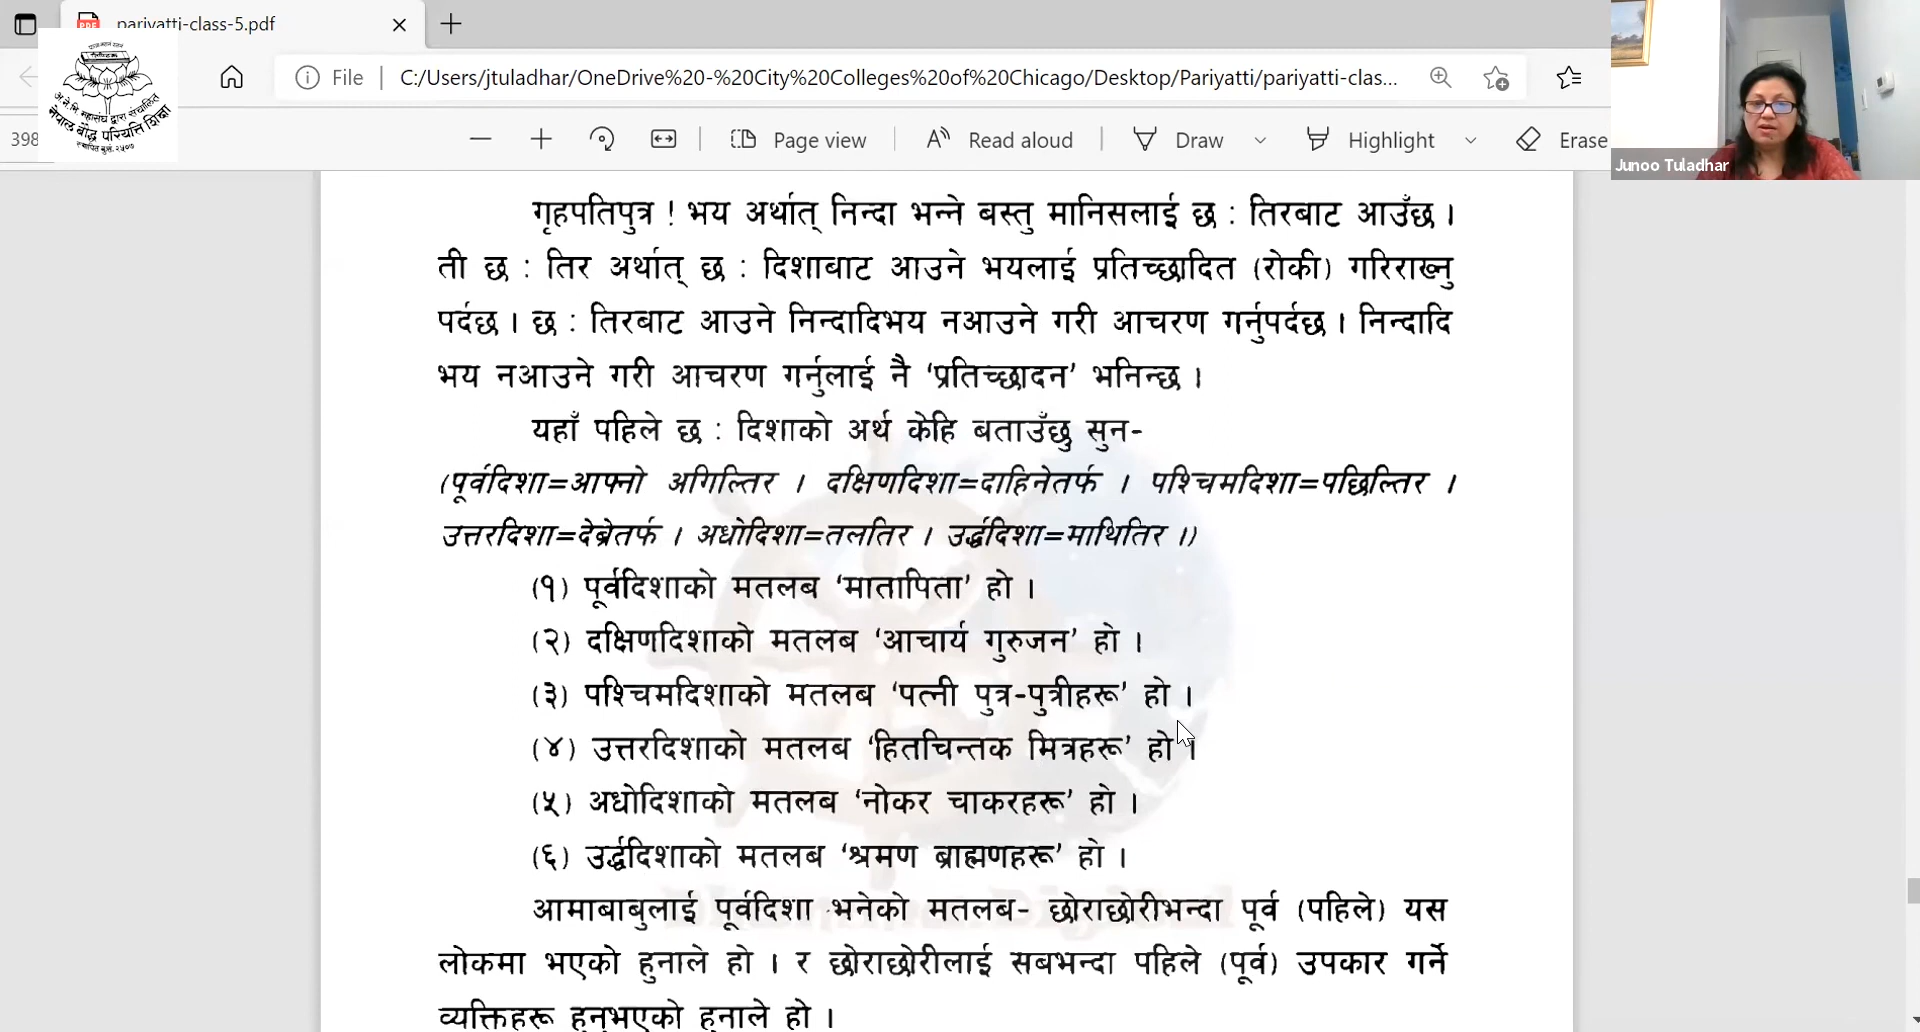 pariyatti-class-5.pdf
File
C:/Users/jtuladhar/OneDrive%20-%20City%20Colleges%20of%20Chicago/Desktop/Pariyatti/pariyatti-clas...
398
Page view
Read aloud
Draw
Highlight
Erase
Junoo Tuladhar
अ.ने.भि. महासंघ द्वारा संचालित
नेपाल बौद्ध परियत्ति शिक्षा
स्थापित बु.सं. २५०७
गृहपतिपुत्र ! भय अर्थात् निन्दा भन्ने बस्तु मानिसलाई छ : तिरबाट आउँछ ।
ती छ : तिर अर्थात् छ : दिशाबाट आउने भयलाई प्रतिच्छादित (रोकी) गरिराख्नु
पर्दछ । छ : तिरबाट आउने निन्दादिभय नआउने गरी आचरण गर्नुपर्दछ । निन्दादि
भय नआउने गरी आचरण गर्नुलाई नै ‘प्रतिच्छादन’ भनिन्छ ।
यहाँ पहिले छ : दिशाको अर्थ केहि बताउँछु सुन-
(पूर्वदिशा=आफ्नो अगिल्तिर । दक्षिणदिशा=दाहिनेतर्फ । पश्चिमदिशा=पछिल्तिर ।
उत्तरदिशा=देब्रेतर्फ । अधोदिशा=तलतिर । उर्द्धदिशा=माथितिर ।)
(१) पूर्वदिशाको मतलब ‘मातापिता’ हो ।
(२) दक्षिणदिशाको मतलब ‘आचार्य गुरुजन’ हो ।
(३) पश्चिमदिशाको मतलब ‘पत्नी पुत्र-पुत्रीहरू’ हो ।
(४) उत्तरदिशाको मतलब ‘हितचिन्तक मित्रहरू’ हो ।
(५) अधोदिशाको मतलब ‘नोकर चाकरहरू’ हो ।
(६) उर्द्धदिशाको मतलब ‘श्रमण ब्राह्मणहरू’ हो ।
आमाबाबुलाई पूर्वदिशा भनेको मतलब- छोराछोरीभन्दा पूर्व (पहिले) यस
लोकमा भएको हुनाले हो । र छोराछोरीलाई सबभन्दा पहिले (पूर्व) उपकार गर्ने
व्यक्तिहरू हुनुभएको हुनाले हो ।